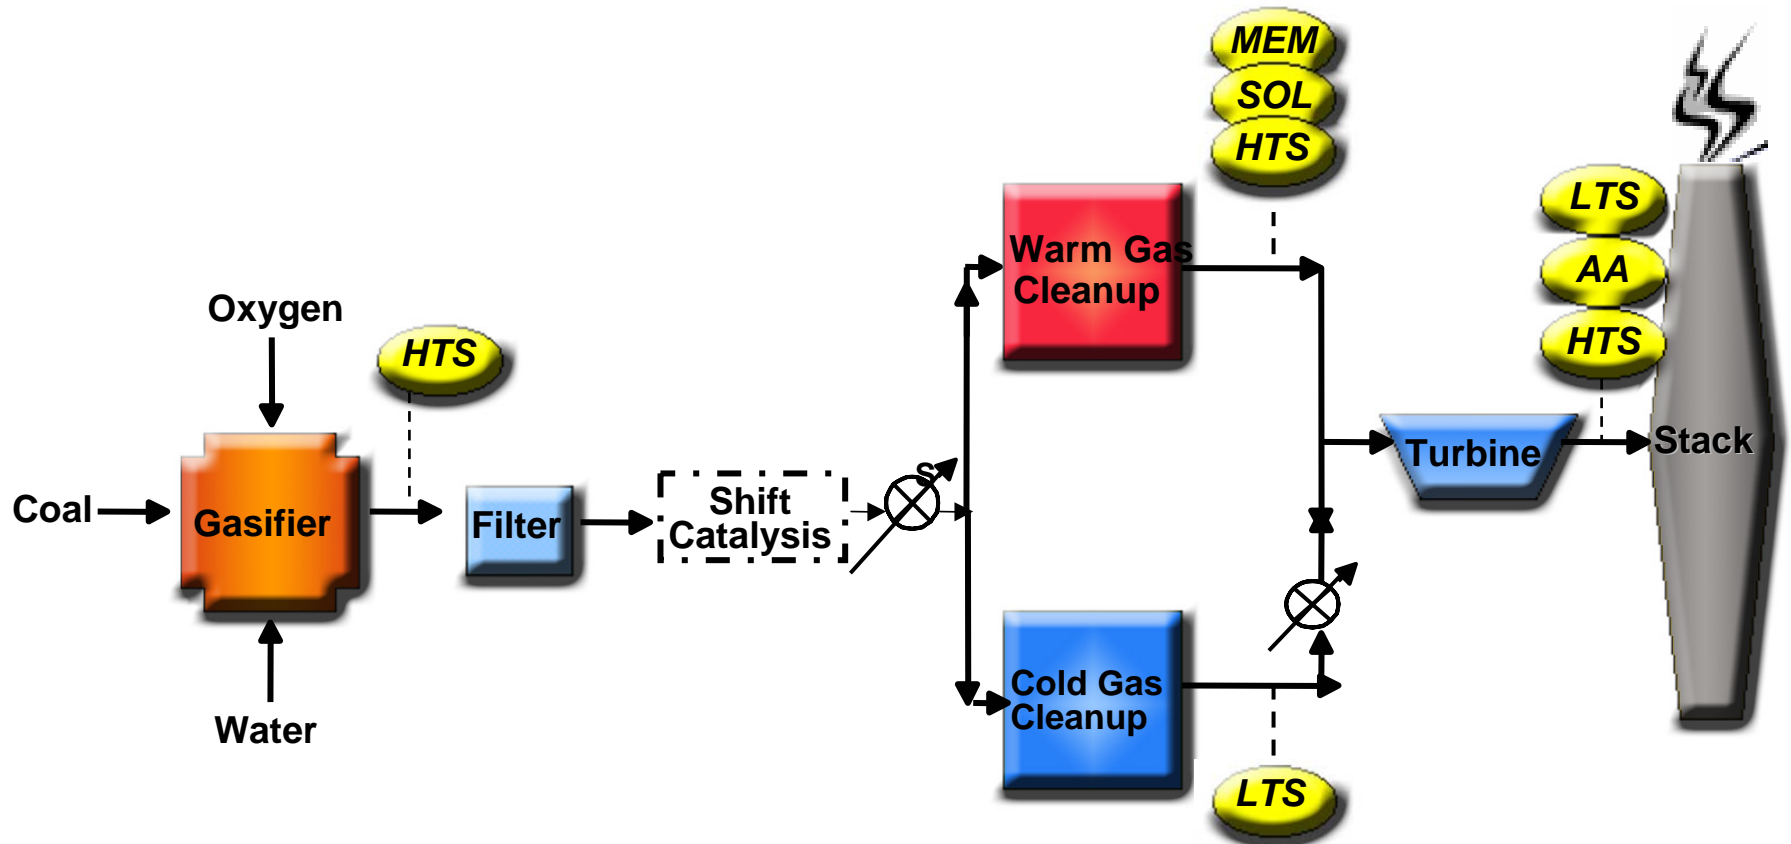 MEM
SOL
HTS
LTS
AA
HTS
Warm Gas
Cleanup
Oxygen
HTS
Coal
Gasifier
Filter
Shift
Catalysis
S
Turbine
Stack
Water
Cold Gas
Cleanup
LTS